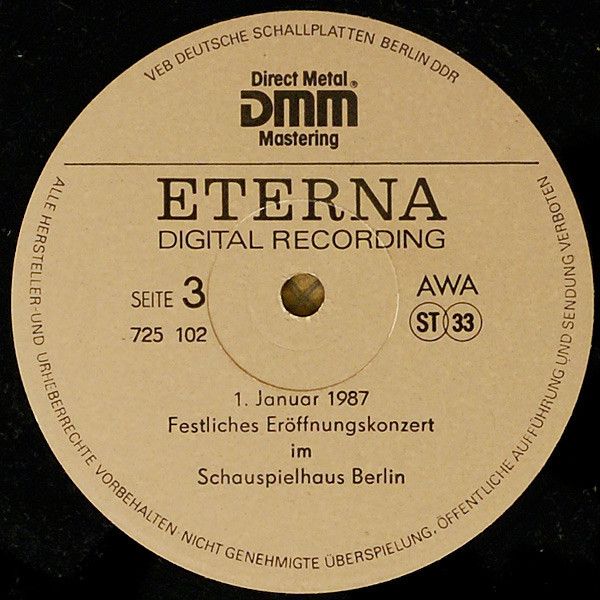 VEB DEUTSCHE SCHALLPLATTEN BERLIN DDR
Direct Metal®
DMM
Mastering
ETERNA
DIGITAL RECORDING
SEITE 3
725 102
AWA
ST 33
1. Januar 1987
Festliches Eröffnungskonzert
im
Schauspielhaus Berlin
ALLE HERSTELLER- UND URHEBERRECHTE VORBEHALTEN · NICHT GENEHMIGTE ÜBERSPIELUNG, ÖFFENTLICHE AUFFÜHRUNG UND SENDUNG VERBOTEN